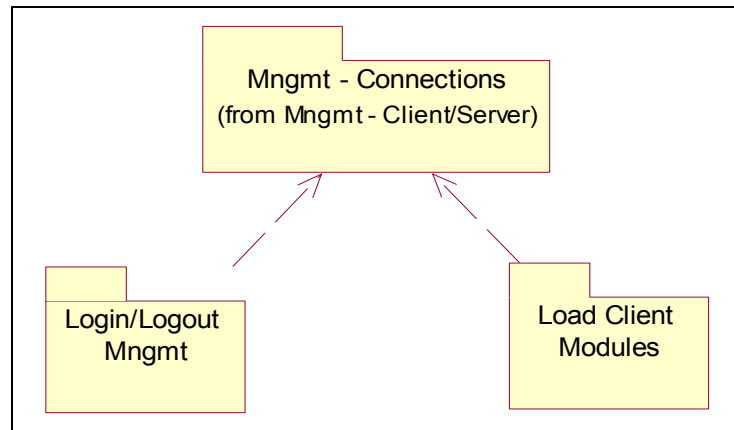 Mngmt - Connections
(from Mngmt - Client/Server)
Login/Logout
Mngmt
Load Client
Modules